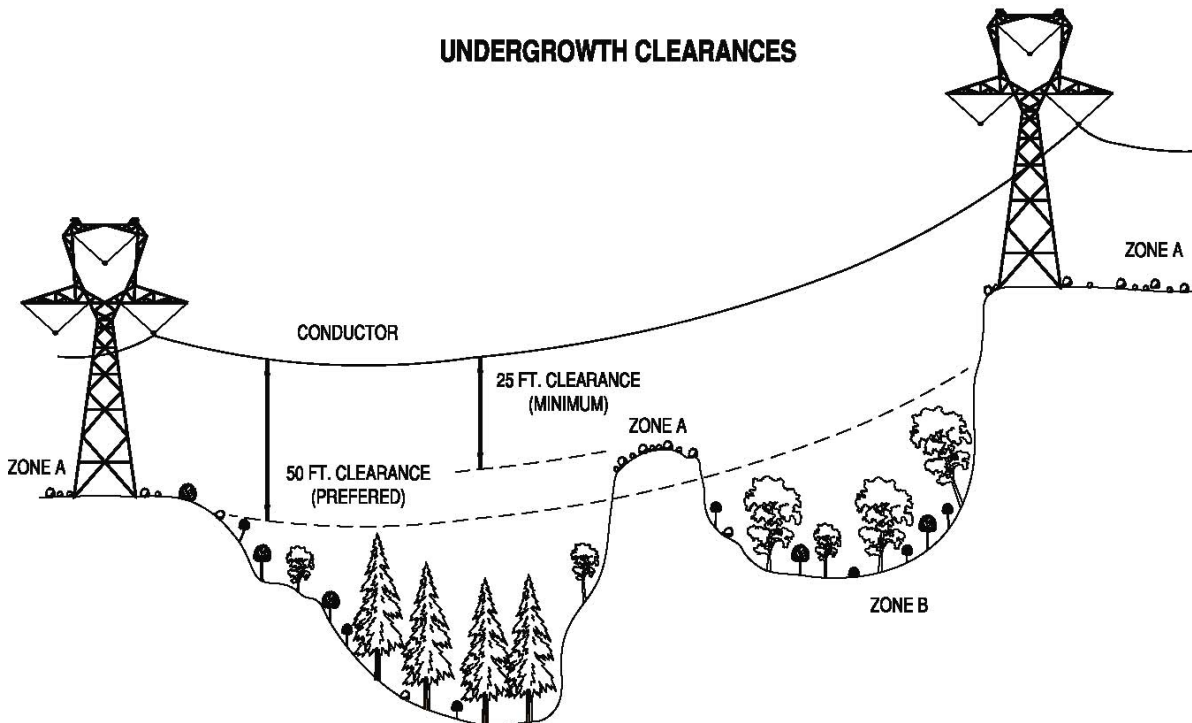 UNDERGROWTH CLEARANCES
ZONE A
CONDUCTOR
25 FT. CLEARANCE
(MINIMUM)
ZONE A
ZONE A
50 FT. CLEARANCE
(PREFERED)
ZONE B